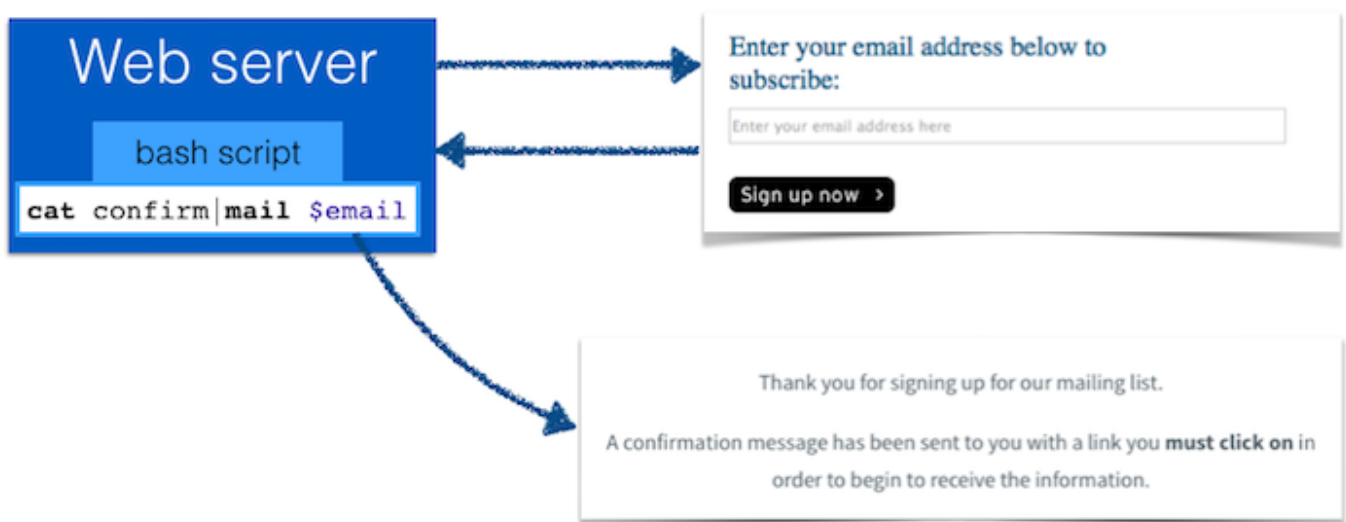 Web server
bash script
cat confirm|mail $email
Enter your email address below to
subscribe:
Enter your email address here
Sign up now >
Thank you for signing up for our mailing list.
A confirmation message has been sent to you with a link you must click on in
order to begin to receive the information.